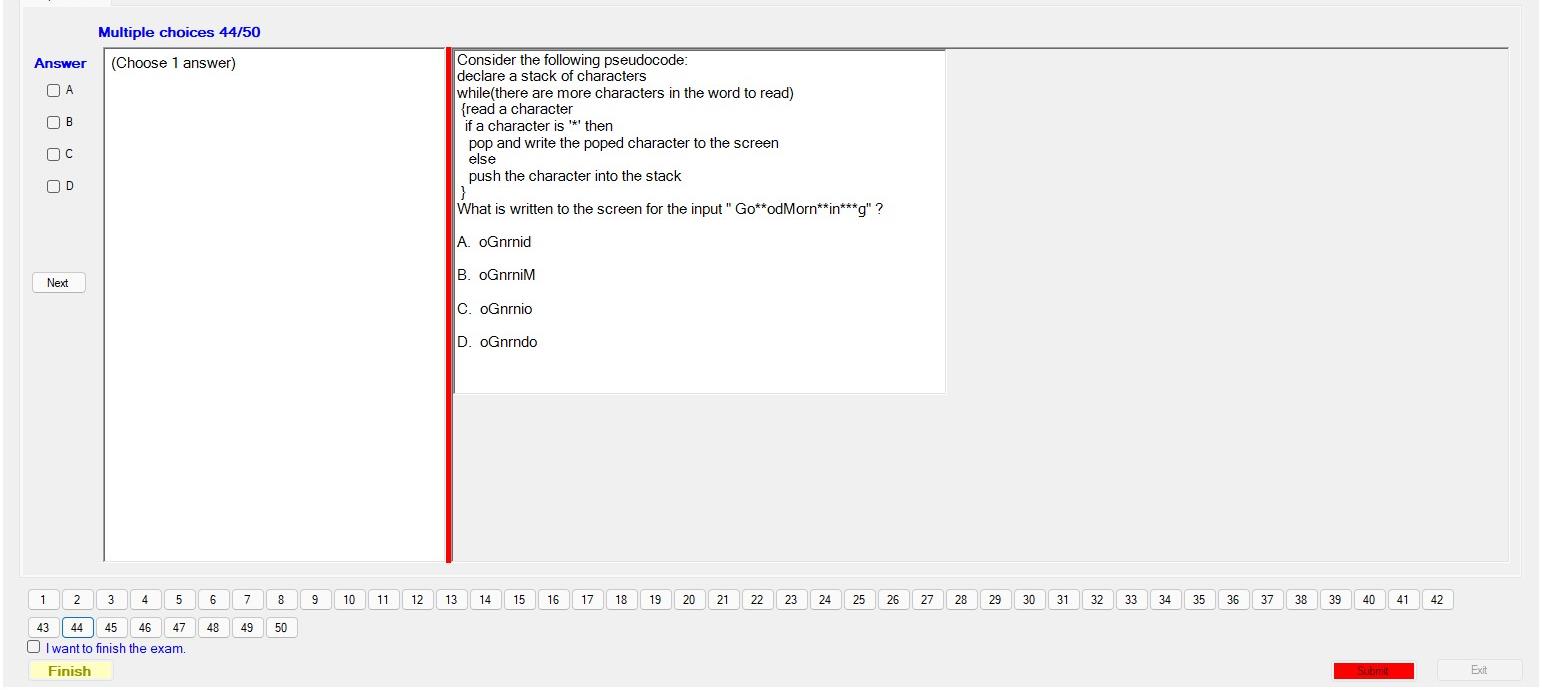 Multiple choices 44/50
Answer
(Choose 1 answer)
A
B
C
D
Next
Consider the following pseudocode:
declare a stack of characters
while(there are more characters in the word to read)
{read a character
if a character is '*' then
pop and write the poped character to the screen
else
push the character into the stack
}
What is written to the screen for the input " Go**odMorn**in***g" ?
A. oGnrnid
B. oGnrniM
C. oGnrnio
D. oGnrndo
1 2 3 4 5 6 7 8 9 10 11 12 13 14 15 16 17 18 19 20 21 22 23 24 25 26 27 28 29 30 31 32 33 34 35 36 37 38 39 40 41 42
43 44 45 46 47 48 49 50
I want to finish the exam.
Finish
Submit
Exit